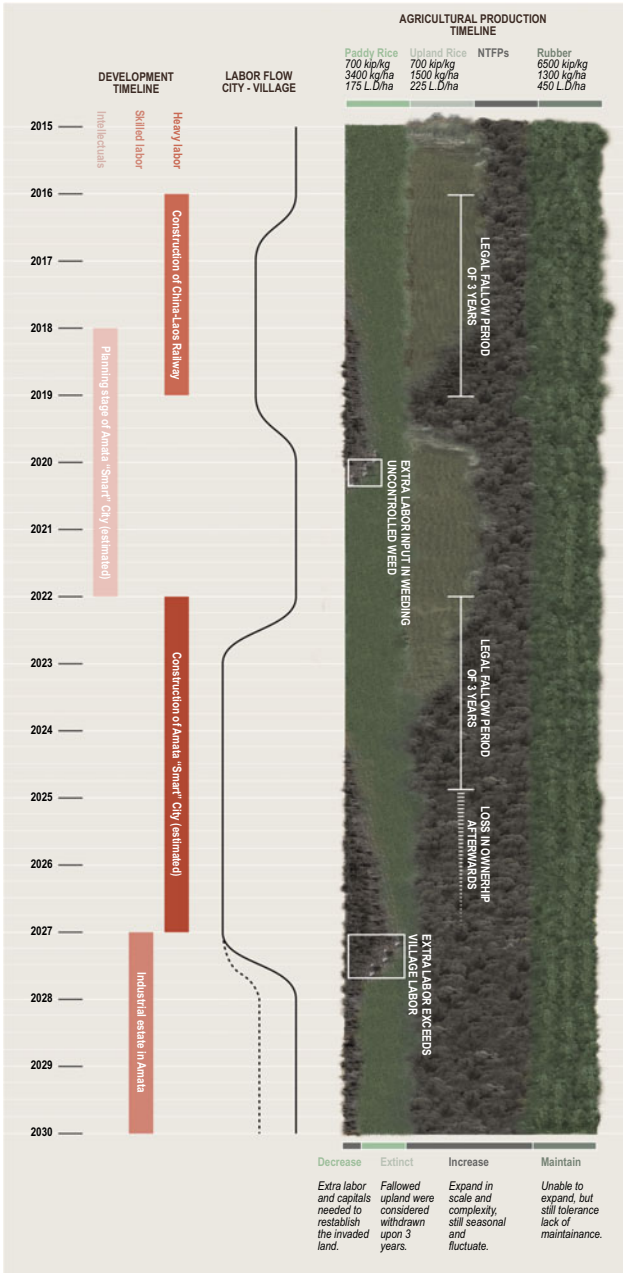 AGRICULTURAL PRODUCTION
TIMELINE
Paddy Rice
700 kip/kg
3400 kg/ha
175 L.D/ha
Upland Rice
700 kip/kg
1500 kg/ha
225 L.D/ha
NTFPs
Rubber
6500 kip/kg
1300 kg/ha
450 L.D/ha
DEVELOPMENT
TIMELINE
LABOR FLOW
CITY - VILLAGE
Intellectuals
Skilled labor
Heavy labor
2015
2016
2017
2018
2019
2020
2021
2022
2023
2024
2025
2026
2027
2028
2029
2030
Construction of China-Laos Railway
Planning stage of Amata "Smart" City (estimated)
Construction of Amata "Smart" City (estimated)
Industrial estate in Amata
LEGAL FALLOW PERIOD
OF 3 YEARS
EXTRA LABOR INPUT IN WEEDING
UNCONTROLLED WEED
LEGAL FALLOW PERIOD
OF 3 YEARS
LOSS IN OWNERHIP
AFTERWARDS
EXTRA LABOR EXCEEDS
VILLAGE LABOR
Decrease
Extra labor
and capitals
needed to
restablish
the invaded
land.
Extinct
Fallowed
upland were
considered
withdrawn
upon 3
years.
Increase
Expand in
scale and
complexity,
still seasonal
and
fluctuate.
Maintain
Unable to
expand, but
still tolerance
lack of
maintainance.